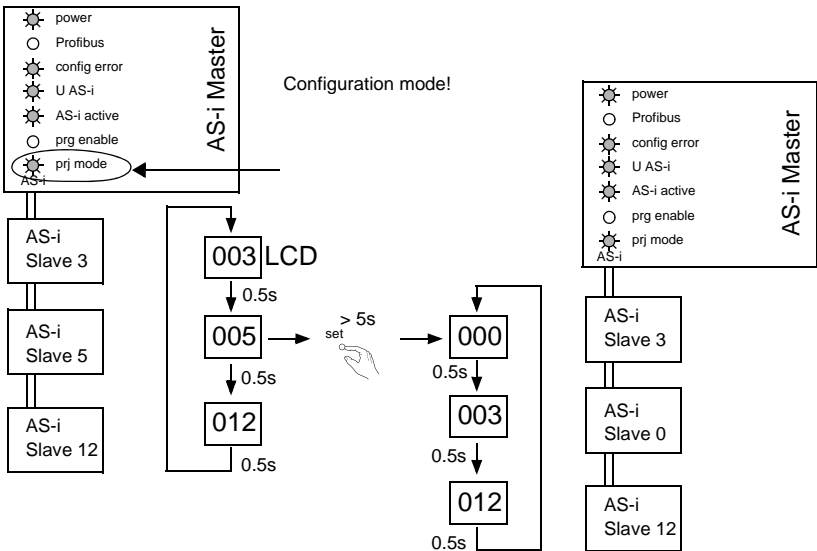 power
Profibus
config error
U AS-i
AS-i active
prg enable
prj mode
AS-i
AS-i Master
Configuration mode!
AS-i
Slave 3
AS-i
Slave 5
AS-i
Slave 12
003 LCD
0.5s
005
0.5s
012
0.5s
> 5s
set
000
0.5s
003
0.5s
012
0.5s
power
Profibus
config error
U AS-i
AS-i active
prg enable
prj mode
AS-i
AS-i Master
AS-i
Slave 3
AS-i
Slave 0
AS-i
Slave 12